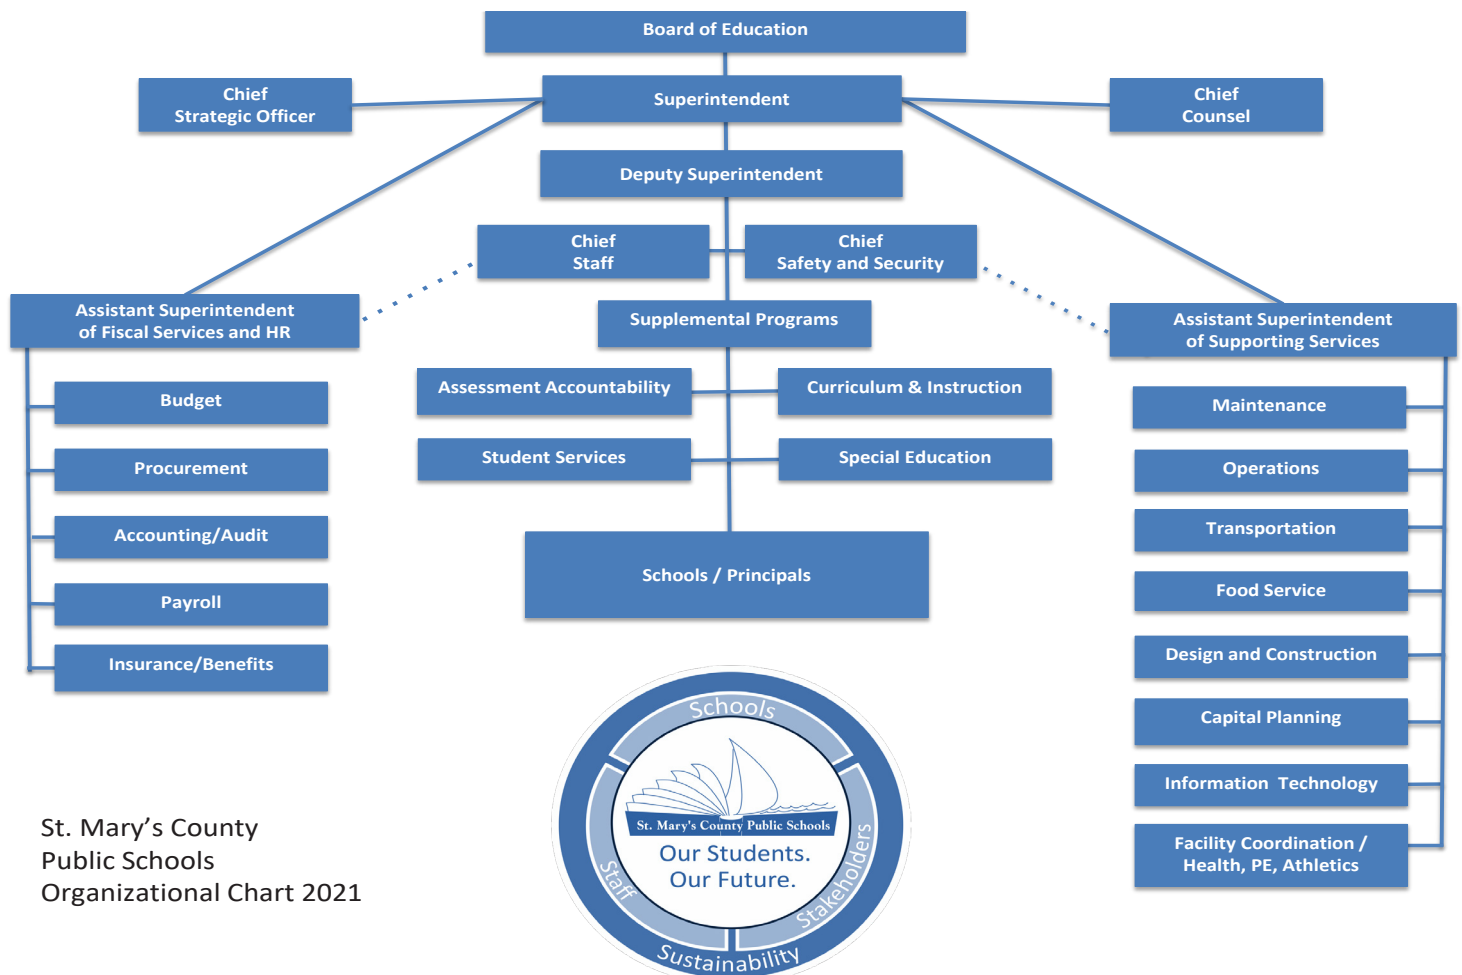 Board of Education
Chief
Strategic Officer
Superintendent
Chief
Counsel
Deputy Superintendent
Chief
Staff
Chief
Safety and Security
Assistant Superintendent
of Fiscal Services and HR
Supplemental Programs
Assistant Superintendent
of Supporting Services
Budget
Procurement
Accounting/Audit
Payroll
Insurance/Benefits
Assessment Accountability
Curriculum & Instruction
Student Services
Special Education
Schools / Principals
Maintenance
Operations
Transportation
Food Service
Design and Construction
Capital Planning
Information Technology
Facility Coordination /
Health, PE, Athletics
Schools
St. Mary's County Public Schools
Our Students.
Our Future.
Staff
Stakeholders
Sustainability
St. Mary’s County
Public Schools
Organizational Chart 2021